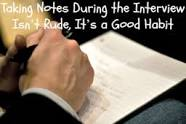 Taking Notes During the Interview
Isn't Rude, It's a Good Habit